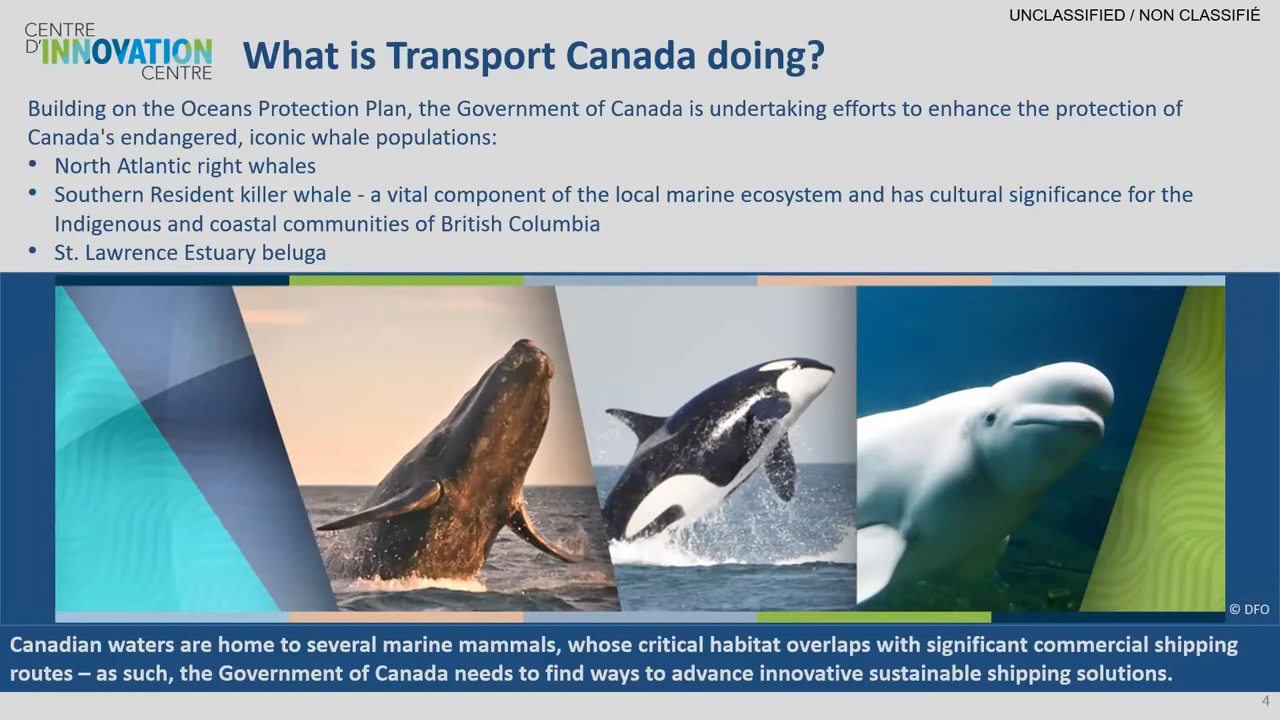 UNCLASSIFIED / NON CLASSIFIÉ
CENTRE
D'INNOVATION
CENTRE
What is Transport Canada doing?
Building on the Oceans Protection Plan, the Government of Canada is undertaking efforts to enhance the protection of
Canada's endangered, iconic whale populations:
• North Atlantic right whales
• Southern Resident killer whale - a vital component of the local marine ecosystem and has cultural significance for the
Indigenous and coastal communities of British Columbia
• St. Lawrence Estuary beluga
© DFO
Canadian waters are home to several marine mammals, whose critical habitat overlaps with significant commercial shipping
routes – as such, the Government of Canada needs to find ways to advance innovative sustainable shipping solutions.
4